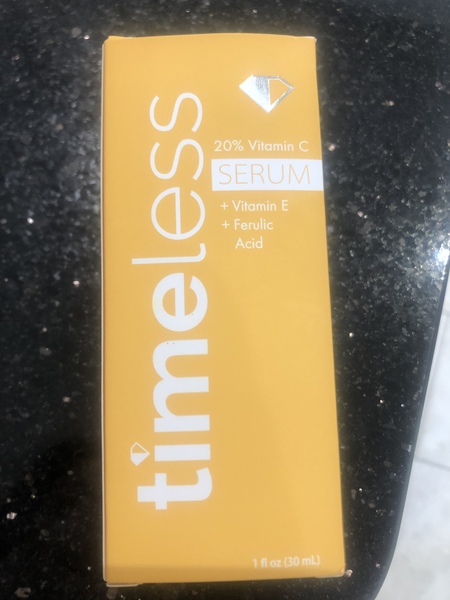 timeless
20% Vitamin C
SERUM
+ Vitamin E
+ Ferulic
Acid
1 fl oz (30 mL)